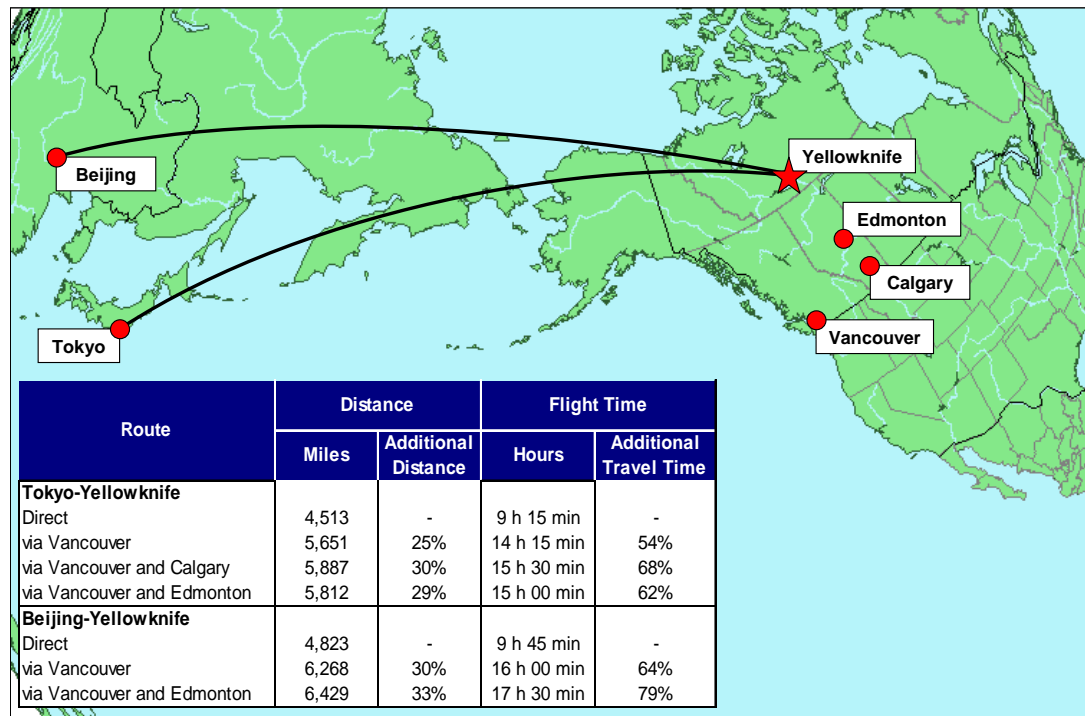 Yellowknife
Beijing
Edmonton
Calgary
Tokyo
Vancouver
Route Distance Flight Time
Miles Additional Distance Hours Additional Travel Time
Tokyo-Yellowknife
Direct 4,513 - 9 h 15 min -
via Vancouver 5,651 25% 14 h 15 min 54%
via Vancouver and Calgary 5,887 30% 15 h 30 min 68%
via Vancouver and Edmonton 5,812 29% 15 h 00 min 62%
Beijing-Yellowknife
Direct 4,823 - 9 h 45 min -
via Vancouver 6,268 30% 16 h 00 min 64%
via Vancouver and Edmonton 6,429 33% 17 h 30 min 79%